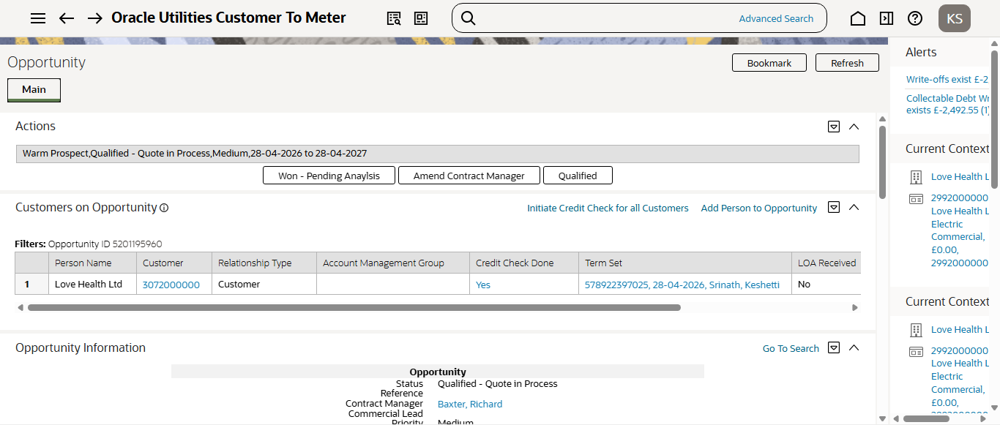 Oracle Utilities Customer To Meter
Advanced Search
KS
Opportunity
Bookmark
Refresh
Main
Actions
Warm Prospect,Qualified - Quote in Process,Medium,28-04-2026 to 28-04-2027
Won - Pending Anaylsis
Amend Contract Manager
Qualified
Customers on Opportunity
Initiate Credit Check for all Customers
Add Person to Opportunity
Filters: Opportunity ID 5201195960
Person Name Customer Relationship Type Account Management Group Credit Check Done Term Set LOA Received
1 Love Health Ltd 3072000000 Customer Yes 578922397025, 28-04-2026, Srinath, Keshetti No
Opportunity Information
Go To Search
Opportunity
Status Qualified - Quote in Process
Reference
Contract Manager Baxter, Richard
Commercial Lead
Priority Medium
Alerts
Write-offs exist £-2
Collectable Debt Wr
exists £-2,492.55 (1)
Current Context
Love Health L
2992000000
Love Health L
Electric
Commercial,
£0.00,
2992000000
Current Context
Love Health L
2992000000
Love Health L
Electric
Commercial,
£0.00,
2992000000